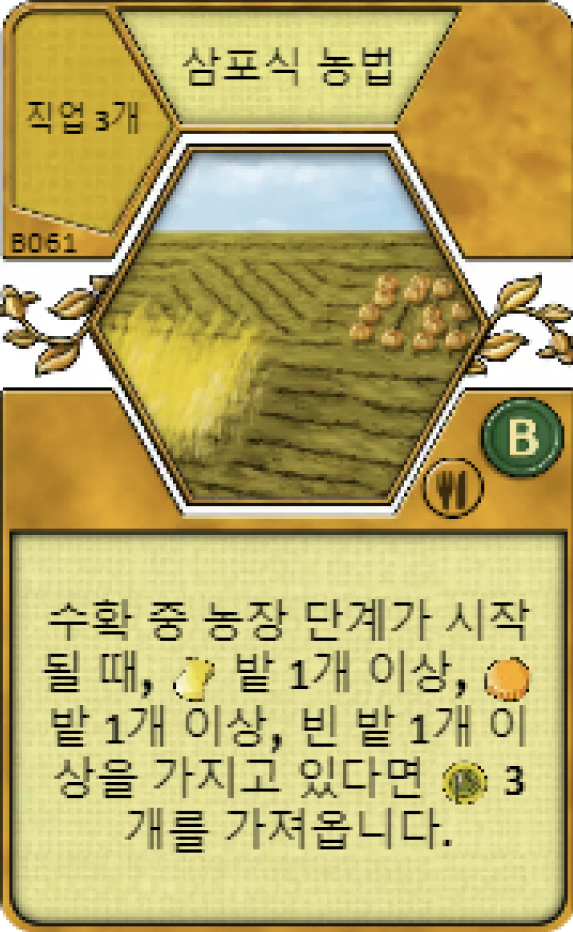 삼포식 농법
직업 3개
B061
B
수확 중 농장 단계가 시작
될 때, 밭 1개 이상,
밭 1개 이상, 빈 밭 1개 이
상을 가지고 있다면 3
개를 가져옵니다.